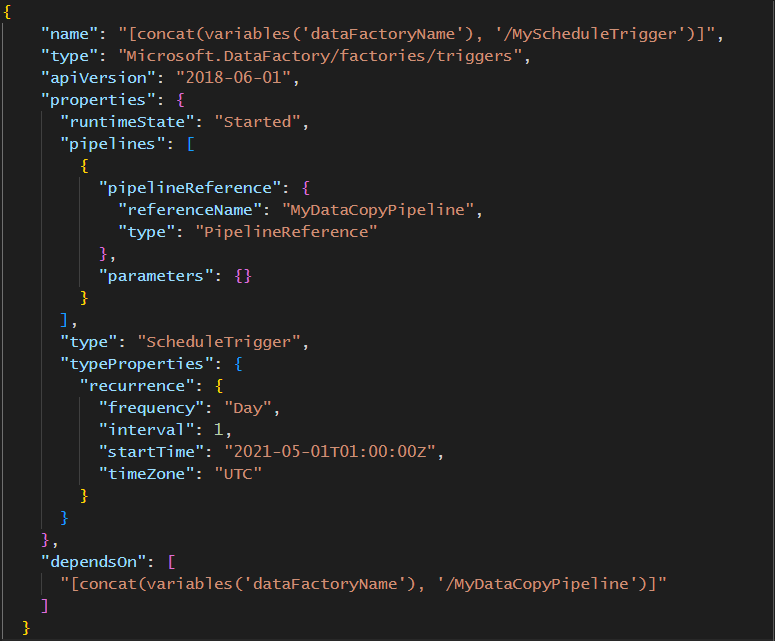 {
"name": "[concat(variables('dataFactoryName'), '/MyScheduleTrigger')]",
"type": "Microsoft.DataFactory/factories/triggers",
"apiVersion": "2018-06-01",
"properties": {
"runtimeState": "Started",
"pipelines": [
{
"pipelineReference": {
"referenceName": "MyDataCopyPipeline",
"type": "PipelineReference"
},
"parameters": {}
}
],
"type": "ScheduleTrigger",
"typeProperties": {
"recurrence": {
"frequency": "Day",
"interval": 1,
"startTime": "2021-05-01T01:00:00Z",
"timeZone": "UTC"
}
}
},
"dependsOn": [
"[concat(variables('dataFactoryName'), '/MyDataCopyPipeline')]"
]
}